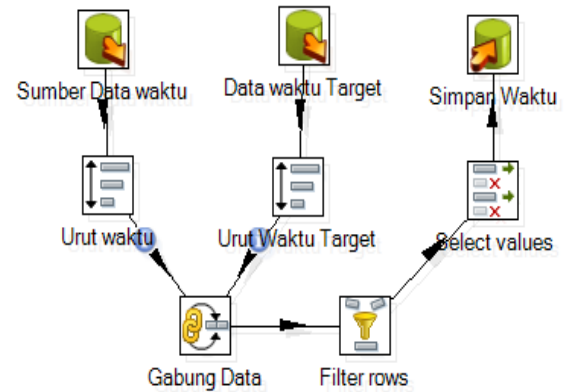 Sumber Data waktu
Data waktu Target
Simpan Waktu
Urut waktu
Urut Waktu Target
Select values
Gabung Data
Filter rows